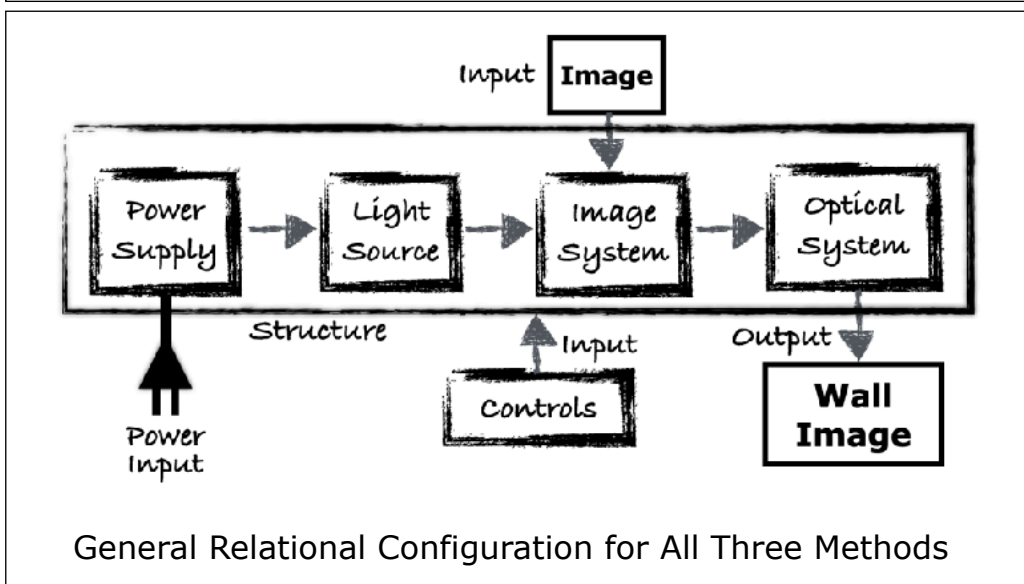 Input
Image
Power
Supply
Light
Source
Image
System
Optical
System
Structure
Input
Output
Controls
Wall
Image
Power
Input
General Relational Configuration for All Three Methods